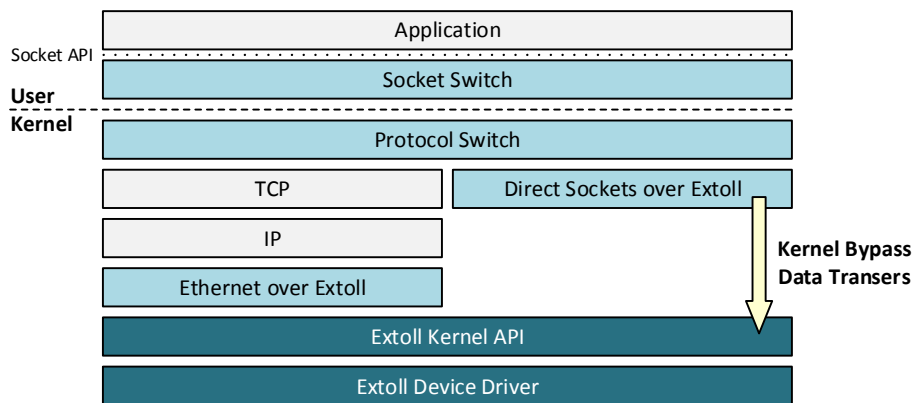 Application
Socket API
Socket Switch
User
Kernel
Protocol Switch
TCP
Direct Sockets over Extoll
IP
Kernel Bypass
Data Transers
Ethernet over Extoll
Extoll Kernel API
Extoll Device Driver